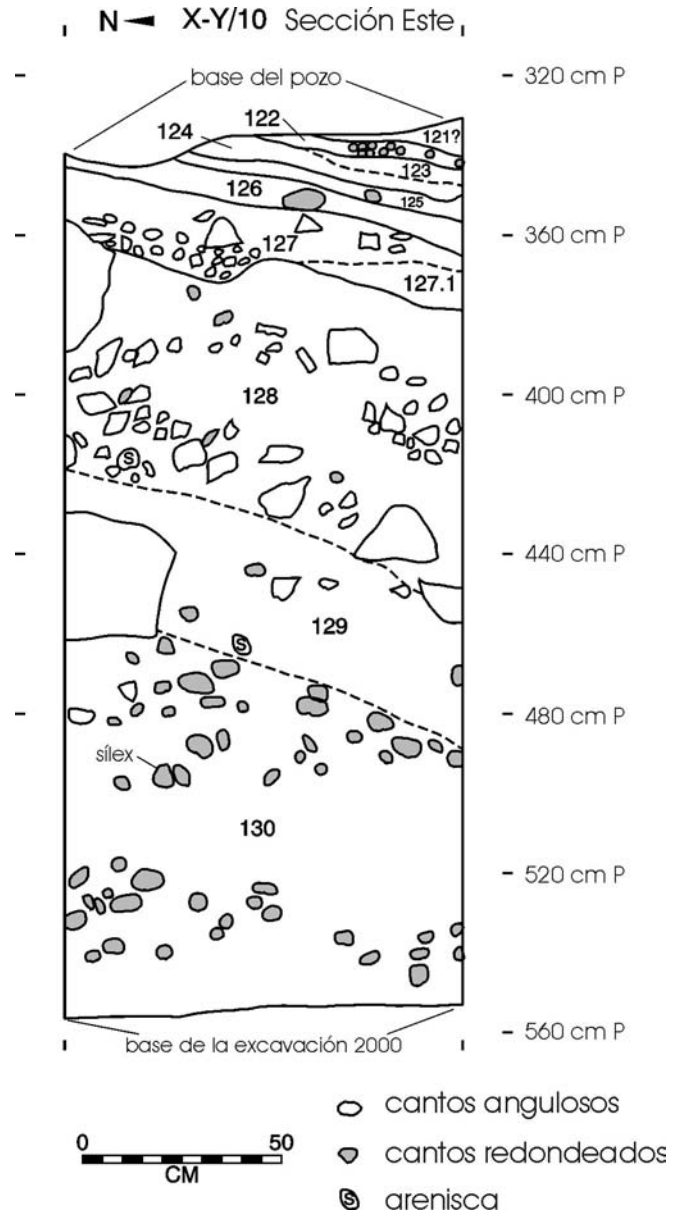 N X-Y/10 Sección Este
320 cm P
base del pozo
122
121?
124
123
126
125
360 cm P
127
127.1
400 cm P
128
S
440 cm P
129
S
480 cm P
sílex
130
520 cm P
560 cm P
base de la excavación 2000
cantos angulosos
0 50
CM
cantos redondeados
S arenisca